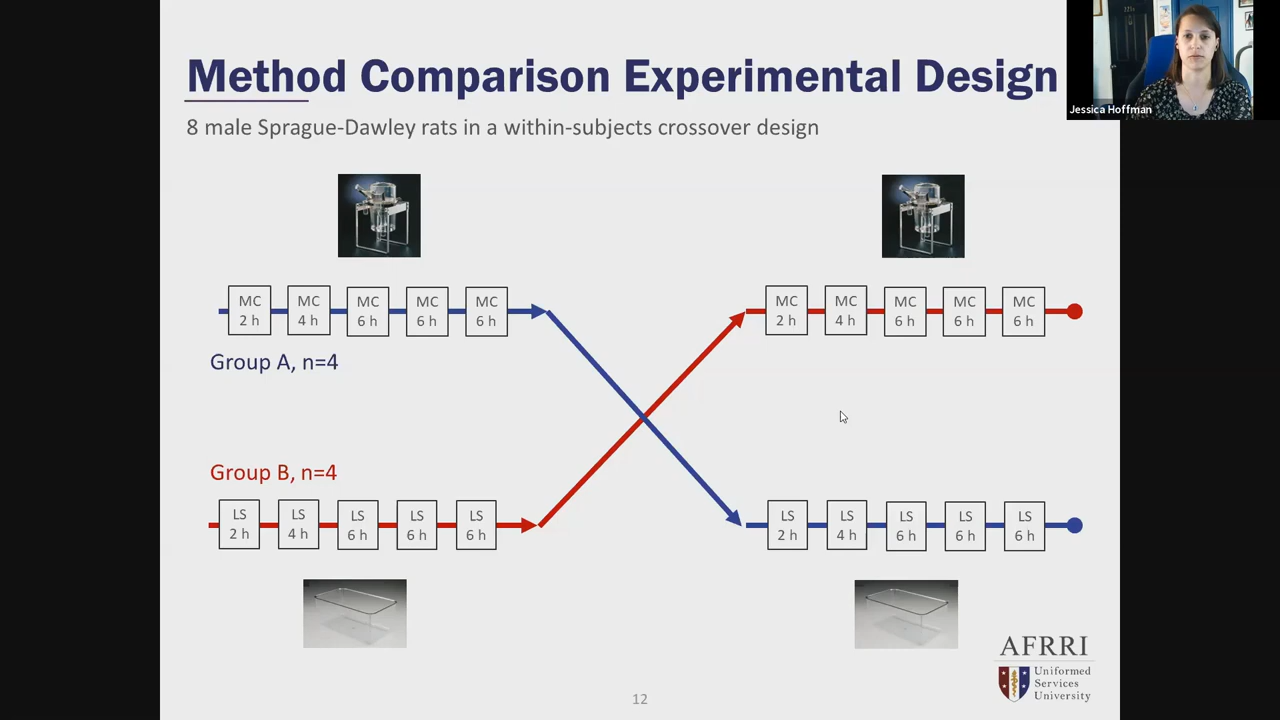 Method Comparison Experimental Design
Jessica Hoffman
8 male Sprague-Dawley rats in a within-subjects crossover design
MC 2 h
MC 4 h
MC 6 h
MC 6 h
MC 6 h
MC 2 h
MC 4 h
MC 6 h
MC 6 h
MC 6 h
Group A, n=4
Group B, n=4
LS 2 h
LS 4 h
LS 6 h
LS 6 h
LS 6 h
LS 2 h
LS 4 h
LS 6 h
LS 6 h
LS 6 h
AFRRI
Uniformed
Services
University
12